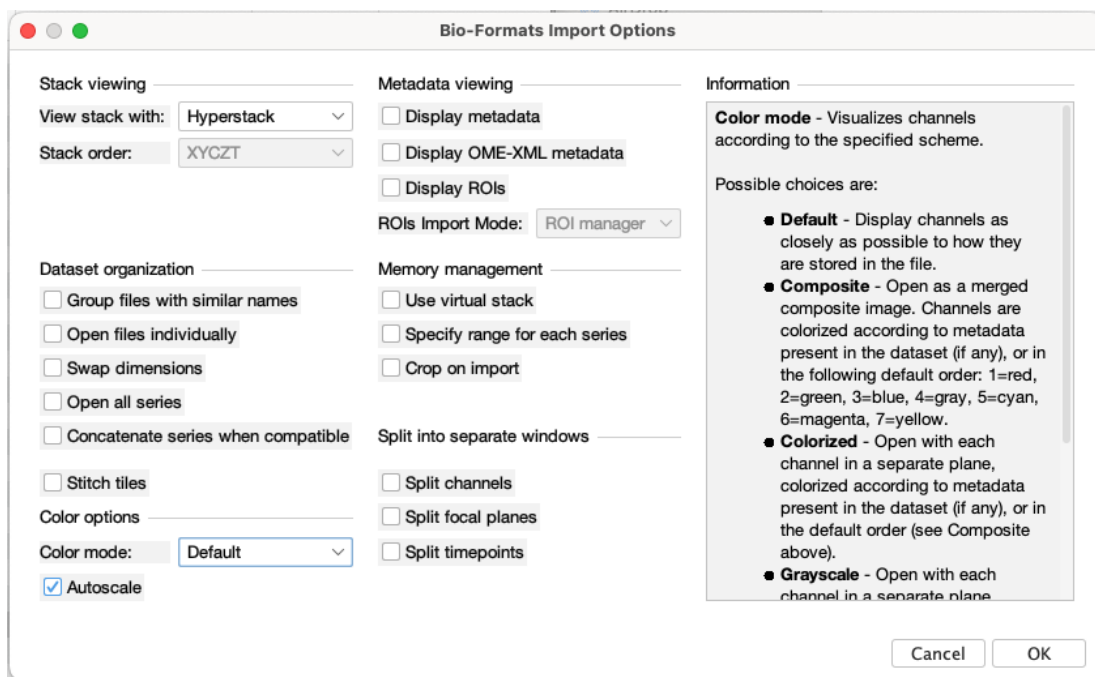 Bio-Formats Import Options
Stack viewing
View stack with: Hyperstack
Stack order: XYCZT
Metadata viewing
Display metadata
Display OME-XML metadata
Display ROIs
ROIs Import Mode: ROI manager
Dataset organization
Group files with similar names
Open files individually
Swap dimensions
Open all series
Concatenate series when compatible
Stitch tiles
Memory management
Use virtual stack
Specify range for each series
Crop on import
Color options
Color mode: Default
Autoscale
Split into separate windows
Split channels
Split focal planes
Split timepoints
Information
Color mode - Visualizes channels
according to the specified scheme.
Possible choices are:
Default - Display channels as
closely as possible to how they
are stored in the file.
Composite - Open as a merged
composite image. Channels are
colorized according to metadata
present in the dataset (if any), or in
the following default order: 1=red,
2=green, 3=blue, 4=gray, 5=cyan,
6=magenta, 7=yellow.
Colorized - Open with each
channel in a separate plane,
colorized according to metadata
present in the dataset (if any), or in
the default order (see Composite
above).
Grayscale - Open with each
channel in a separate plane
Cancel
OK